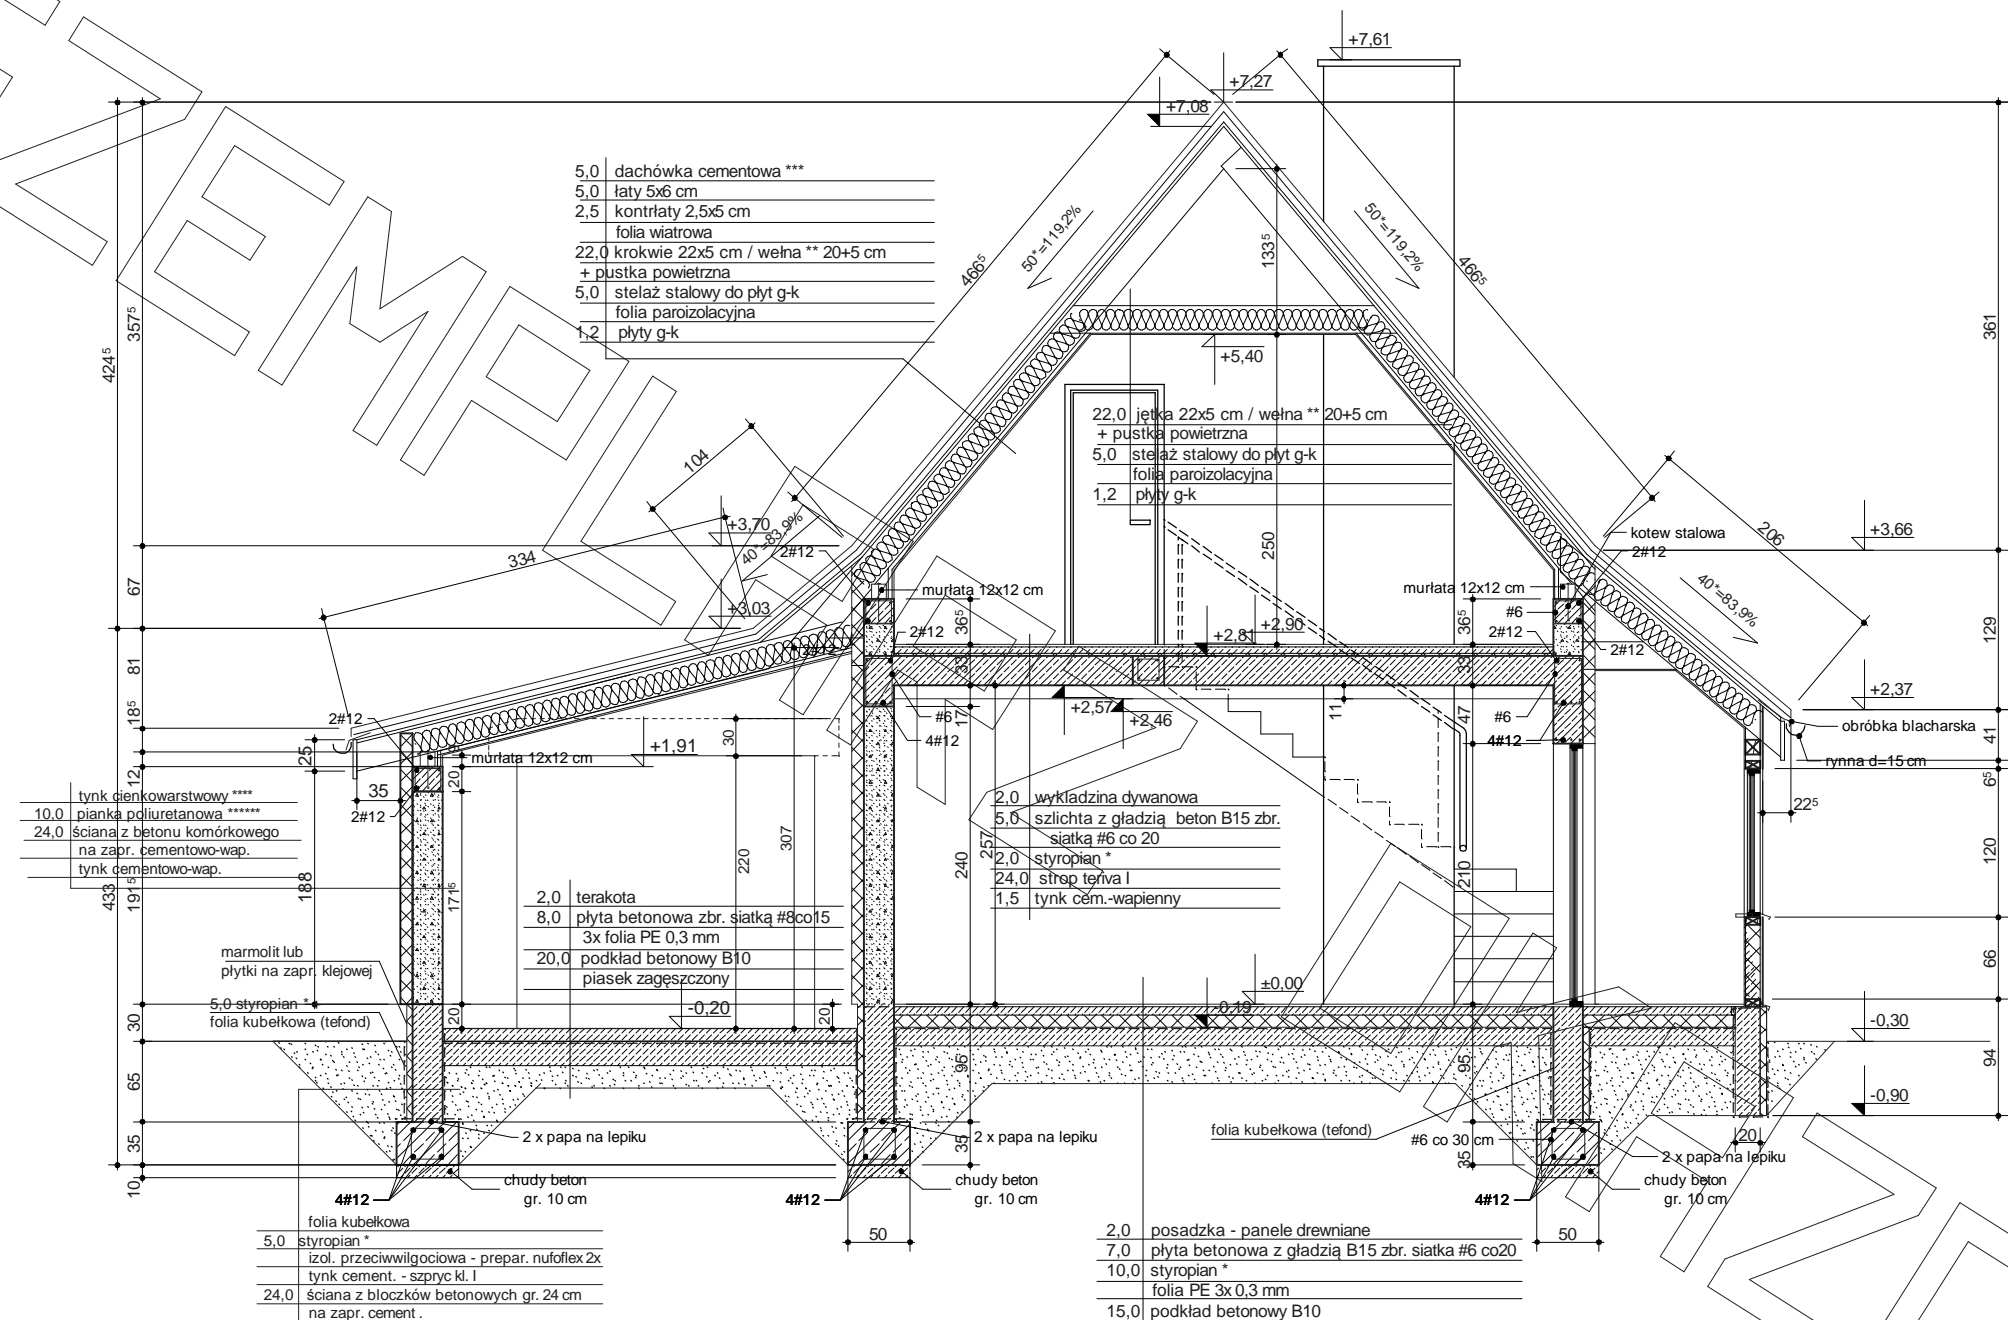 +7,61
+7,27
+7,08
5,0 dachówka cementowa ***
5,0 łaty 5x6 cm
2,5 kontrłaty 2,5x5 cm
folia wiatrowa
22,0 krokwie 22x5 cm / wełna ** 20+5 cm
+ pustka powietrzna
5,0 stelaż stalowy do płyt g-k
folia paroizolacyjna
1,2 płyty g-k
466⁵
50°=119,2%
133⁵
50°=119,2%
466⁵
357⁵
424⁵
361
+5,40
22,0 jętka 22x5 cm / wełna ** 20+5 cm
+ pustka powietrzna
5,0 stelaż stalowy do płyt g-k
folia paroizolacyjna
1,2 płyty g-k
104
334
+3,70
40°=83,9%
2#12
+3,03
250
kotew stalowa
2#12
206
+3,66
40°=83,9%
murłata 12x12 cm
murłata 12x12 cm
#6
2#12
2#12
36⁵
2#12
2#12
33
+2,81
+2,90
36⁵
33
67
81
18⁵
129
+2,37
2#12
#6
4#12
17
+2,57
+2,46
11
47
#6
4#12
obróbka blacharska
rynna d=15 cm
41
6⁵
22⁵
25
12
35
2#12
murłata 12x12 cm
20
+1,91
30
tynk cienkowarstwowy ****
10,0 pianka poliuretanowa ******
24,0 ściana z betonu komórkowego
na zapr. cementowo-wap.
tynk cementowo-wap.
433
191⁵
188
171⁵
220
307
240
257
210
120
66
2,0 wykladzina dywanowa
5,0 szlichta z gładzią beton B15 zbr.
siatką #6 co 20
2,0 styropian *
24,0 strop teriva I
1,5 tynk cem.-wapienny
2,0 terakota
8,0 płyta betonowa zbr. siatką #8co15
3x folia PE 0,3 mm
20,0 podkład betonowy B10
piasek zagęszczony
marmolit lub
płytki na zapr. klejowej
5,0 styropian *
folia kubełkowa (tefond)
-0,20
20
20
-0,19
±0,00
-0,30
-0,90
94
30
65
35
10
95
35
95
35
2 x papa na lepiku
2 x papa na lepiku
folia kubełkowa (tefond)
#6 co 30 cm
20
2 x papa na lepiku
chudy beton
gr. 10 cm
chudy beton
gr. 10 cm
chudy beton
gr. 10 cm
4#12
4#12
4#12
50
50
folia kubełkowa
5,0 styropian *
izol. przeciwwilgociowa - prepar. nufoflex 2x
tynk cement. - szpryc kl. I
24,0 ściana z bloczków betonowych gr. 24 cm
na zapr. cement .
2,0 posadzka - panele drewniane
7,0 płyta betonowa z gładzią B15 zbr. siatka #6 co20
10,0 styropian *
folia PE 3x 0,3 mm
15,0 podkład betonowy B10